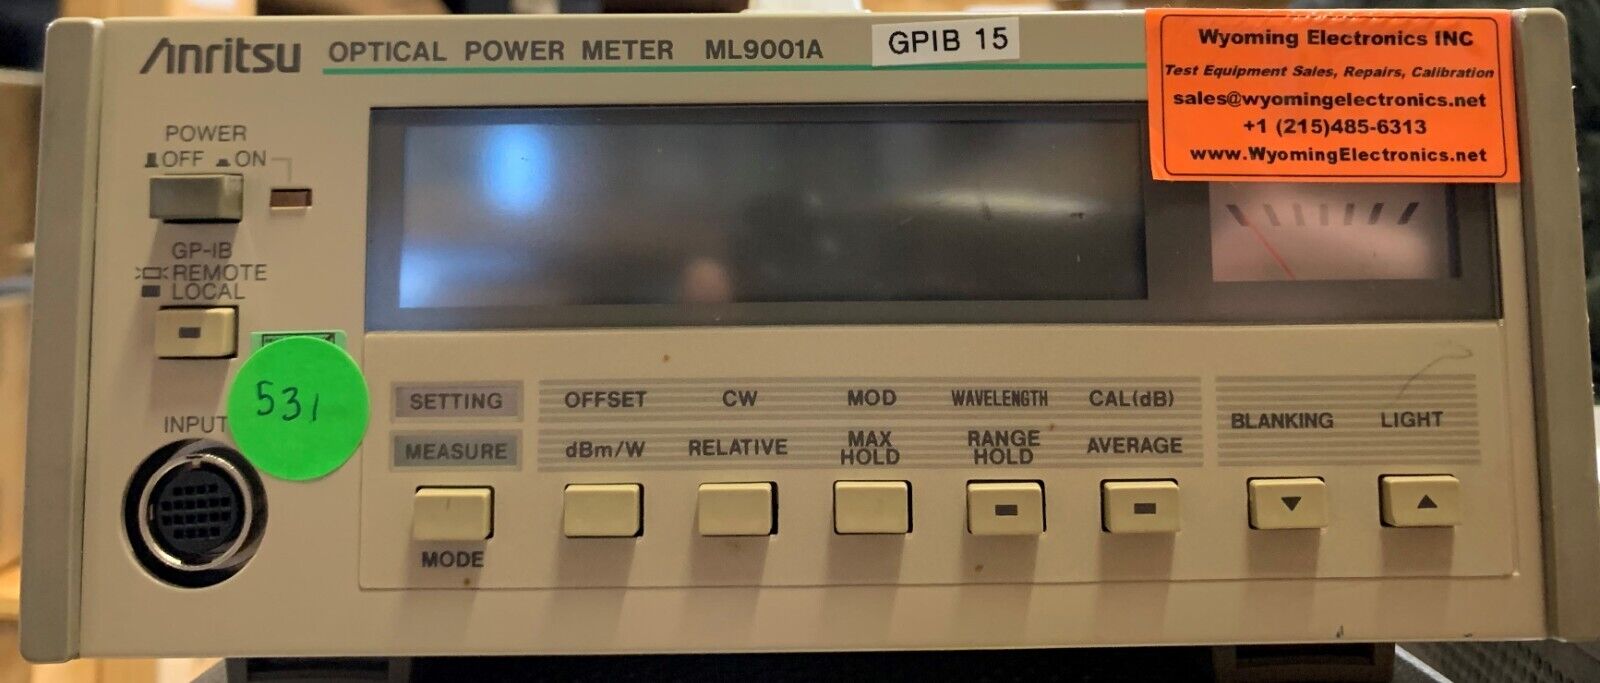 Anritsu OPTICAL POWER METER ML9001A
GPIB 15
Wyoming Electronics INC
Test Equipment Sales, Repairs, Calibration
sales@wyomingelectronics.net
+1 (215)485-6313
www.WyomingElectronics.net
POWER
OFF ON
GP-IB
REMOTE
LOCAL
531
INPUT
SETTING OFFSET CW MOD WAVELENGTH CAL(dB)
MEASURE dBm/W RELATIVE MAX HOLD RANGE HOLD AVERAGE
BLANKING LIGHT
MODE